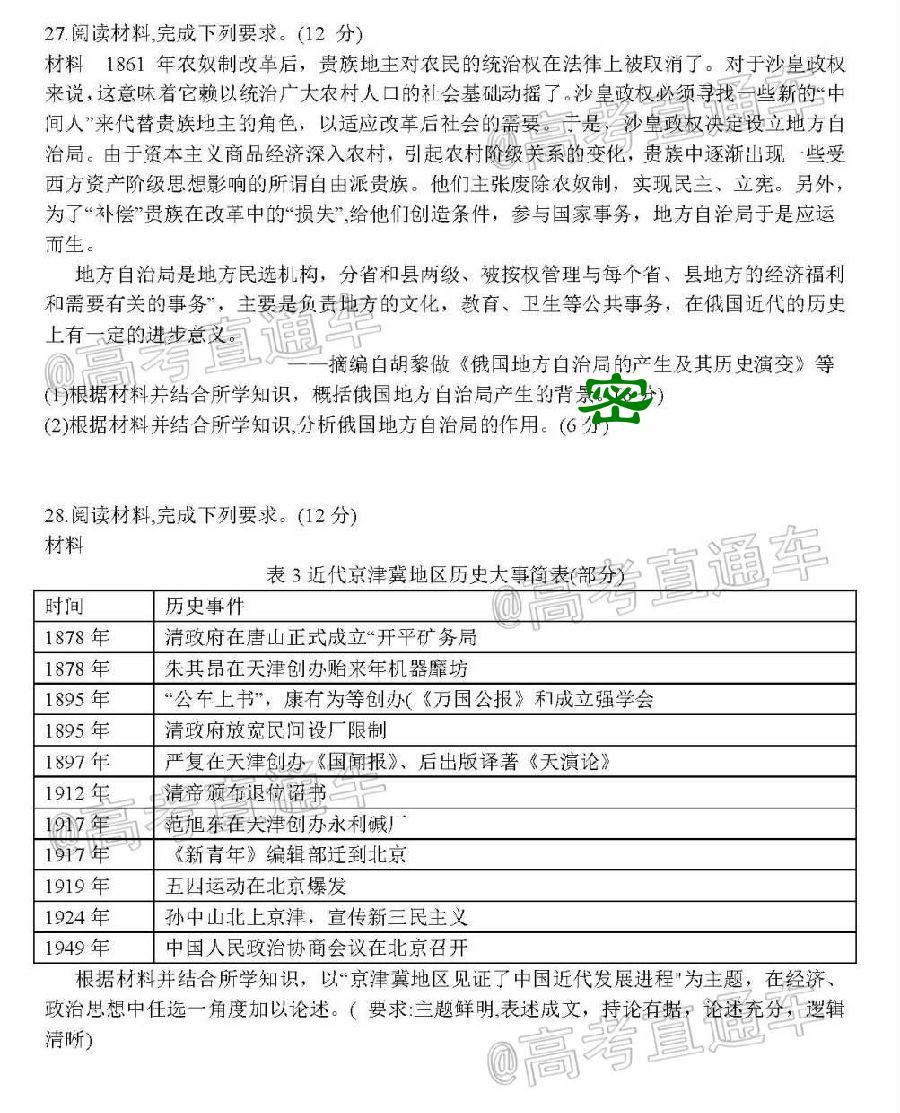 27.阅读材料,完成下列要求。(12 分)
材料 1861 年农奴制改革后，贵族地主对农民的统治权在法律上被取消了。对于沙皇政权
来说，这意味着它赖以统治广大农村人口的社会基础动摇了。沙皇政权必须寻找一些新的“中
间人”来代替贵族地主的角色，以适应改革后社会的需要。于是，沙皇政权决定设立地方自
治局。由于资本主义商品经济深入农村，引起农村阶级关系的变化，贵族中逐渐出现一些受
西方资产阶级思想影响的所谓自由派贵族。他们主张废除农奴制，实现民主、立宪。另外，
为了“补偿”贵族在改革中的“损失”,给他们创造条件，参与国家事务，地方自治局于是应运
而生。
地方自治局是地方民选机构，分省和县两级、被按权管理与每个省、县地方的经济福利
和需要有关的事务”，主要是负责地方的文化，教育、卫生等公共事务，在俄国近代的历史
上有一定的进步意义。
——摘编自胡黎做《俄国地方自治局的产生及其历史演变》等
(1)根据材料并结合所学知识，概括俄国地方自治局产生的背景 分)
密
(2)根据材料并结合所学知识,分析俄国地方自治局的作用。(6 分)
28.阅读材料,完成下列要求。(12 分)
材料
表 3 近代京津冀地区历史大事简表(部分)
时间 历史事件
1878 年 清政府在唐山正式成立“开平矿务局
1878 年 朱其昂在天津创办贻来年机器靡坊
1895 年 “公车上书”，康有为等创办(《万国公报》和成立强学会
1895 年 清政府放宽民间设厂限制
1897 年 严复在天津创办《国闻报》、后出版译著《天演论》
1912 年 清帝颁布退位诏书
1917 年 范旭东在天津创办永利碱厂
1917 年 《新青年》编辑部迁到北京
1919 年 五四运动在北京爆发
1924 年 孙中山北上京津，宣传新三民主义
1949 年 中国人民政治协商会议在北京召开
根据材料并结合所学知识，以“京津冀地区见证了中国近代发展进程"为主题，在经济、
政治思想中任选一角度加以论述。( 要求:主题鲜明,表述成文，持论有据，论述充分，逻辑
清晰)
@高考直通车
@高考直通车
@高考直通车
@高考直通车
@高考直通车